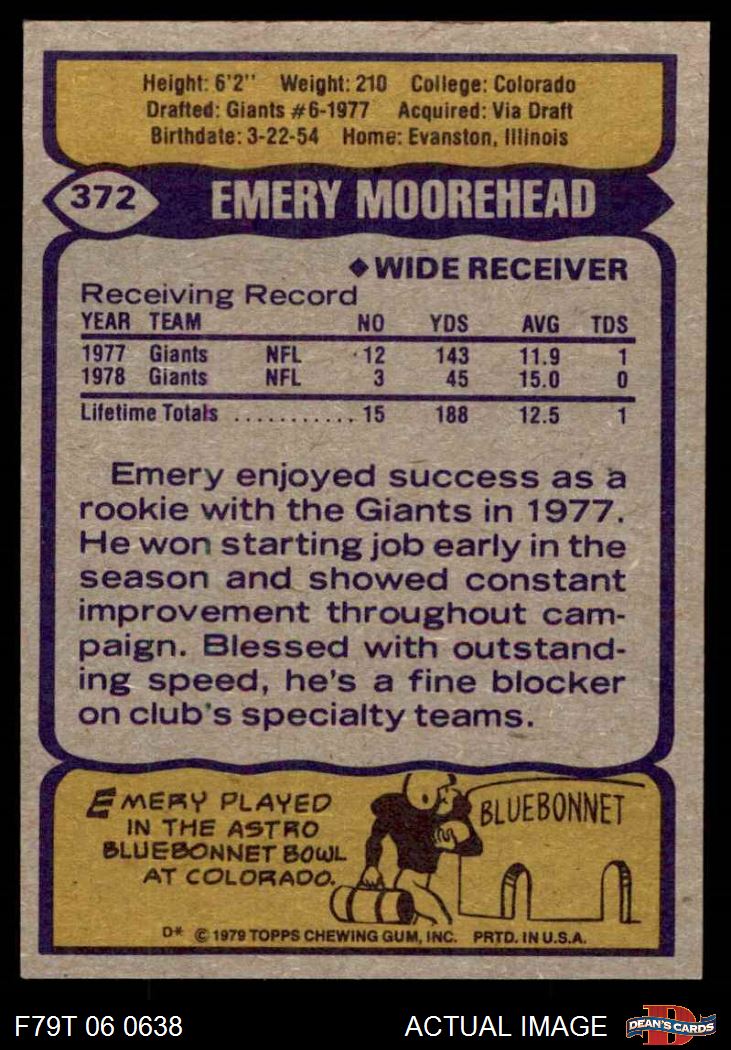 Height: 6'2'' Weight: 210 College: Colorado
Drafted: Giants #6-1977 Acquired: Via Draft
Birthdate: 3-22-54 Home: Evanston, Illinois
372 EMERY MOOREHEAD
◆WIDE RECEIVER
Receiving Record
YEAR TEAM NO YDS AVG TDS
1977 Giants NFL 12 143 11.9 1
1978 Giants NFL 3 45 15.0 0
Lifetime Totals ........... 15 188 12.5 1
Emery enjoyed success as a
rookie with the Giants in 1977.
He won starting job early in the
season and showed constant
improvement throughout cam-
paign. Blessed with outstand-
ing speed, he's a fine blocker
on club's specialty teams.
EMERY PLAYED
IN THE ASTRO
BLUEBONNET BOWL
AT COLORADO.
BLUEBONNET
D* © 1979 TOPPS CHEWING GUM, INC. PRTD. IN U.S.A.
F79T 06 0638 ACTUAL IMAGE D DEAN'S CARDS